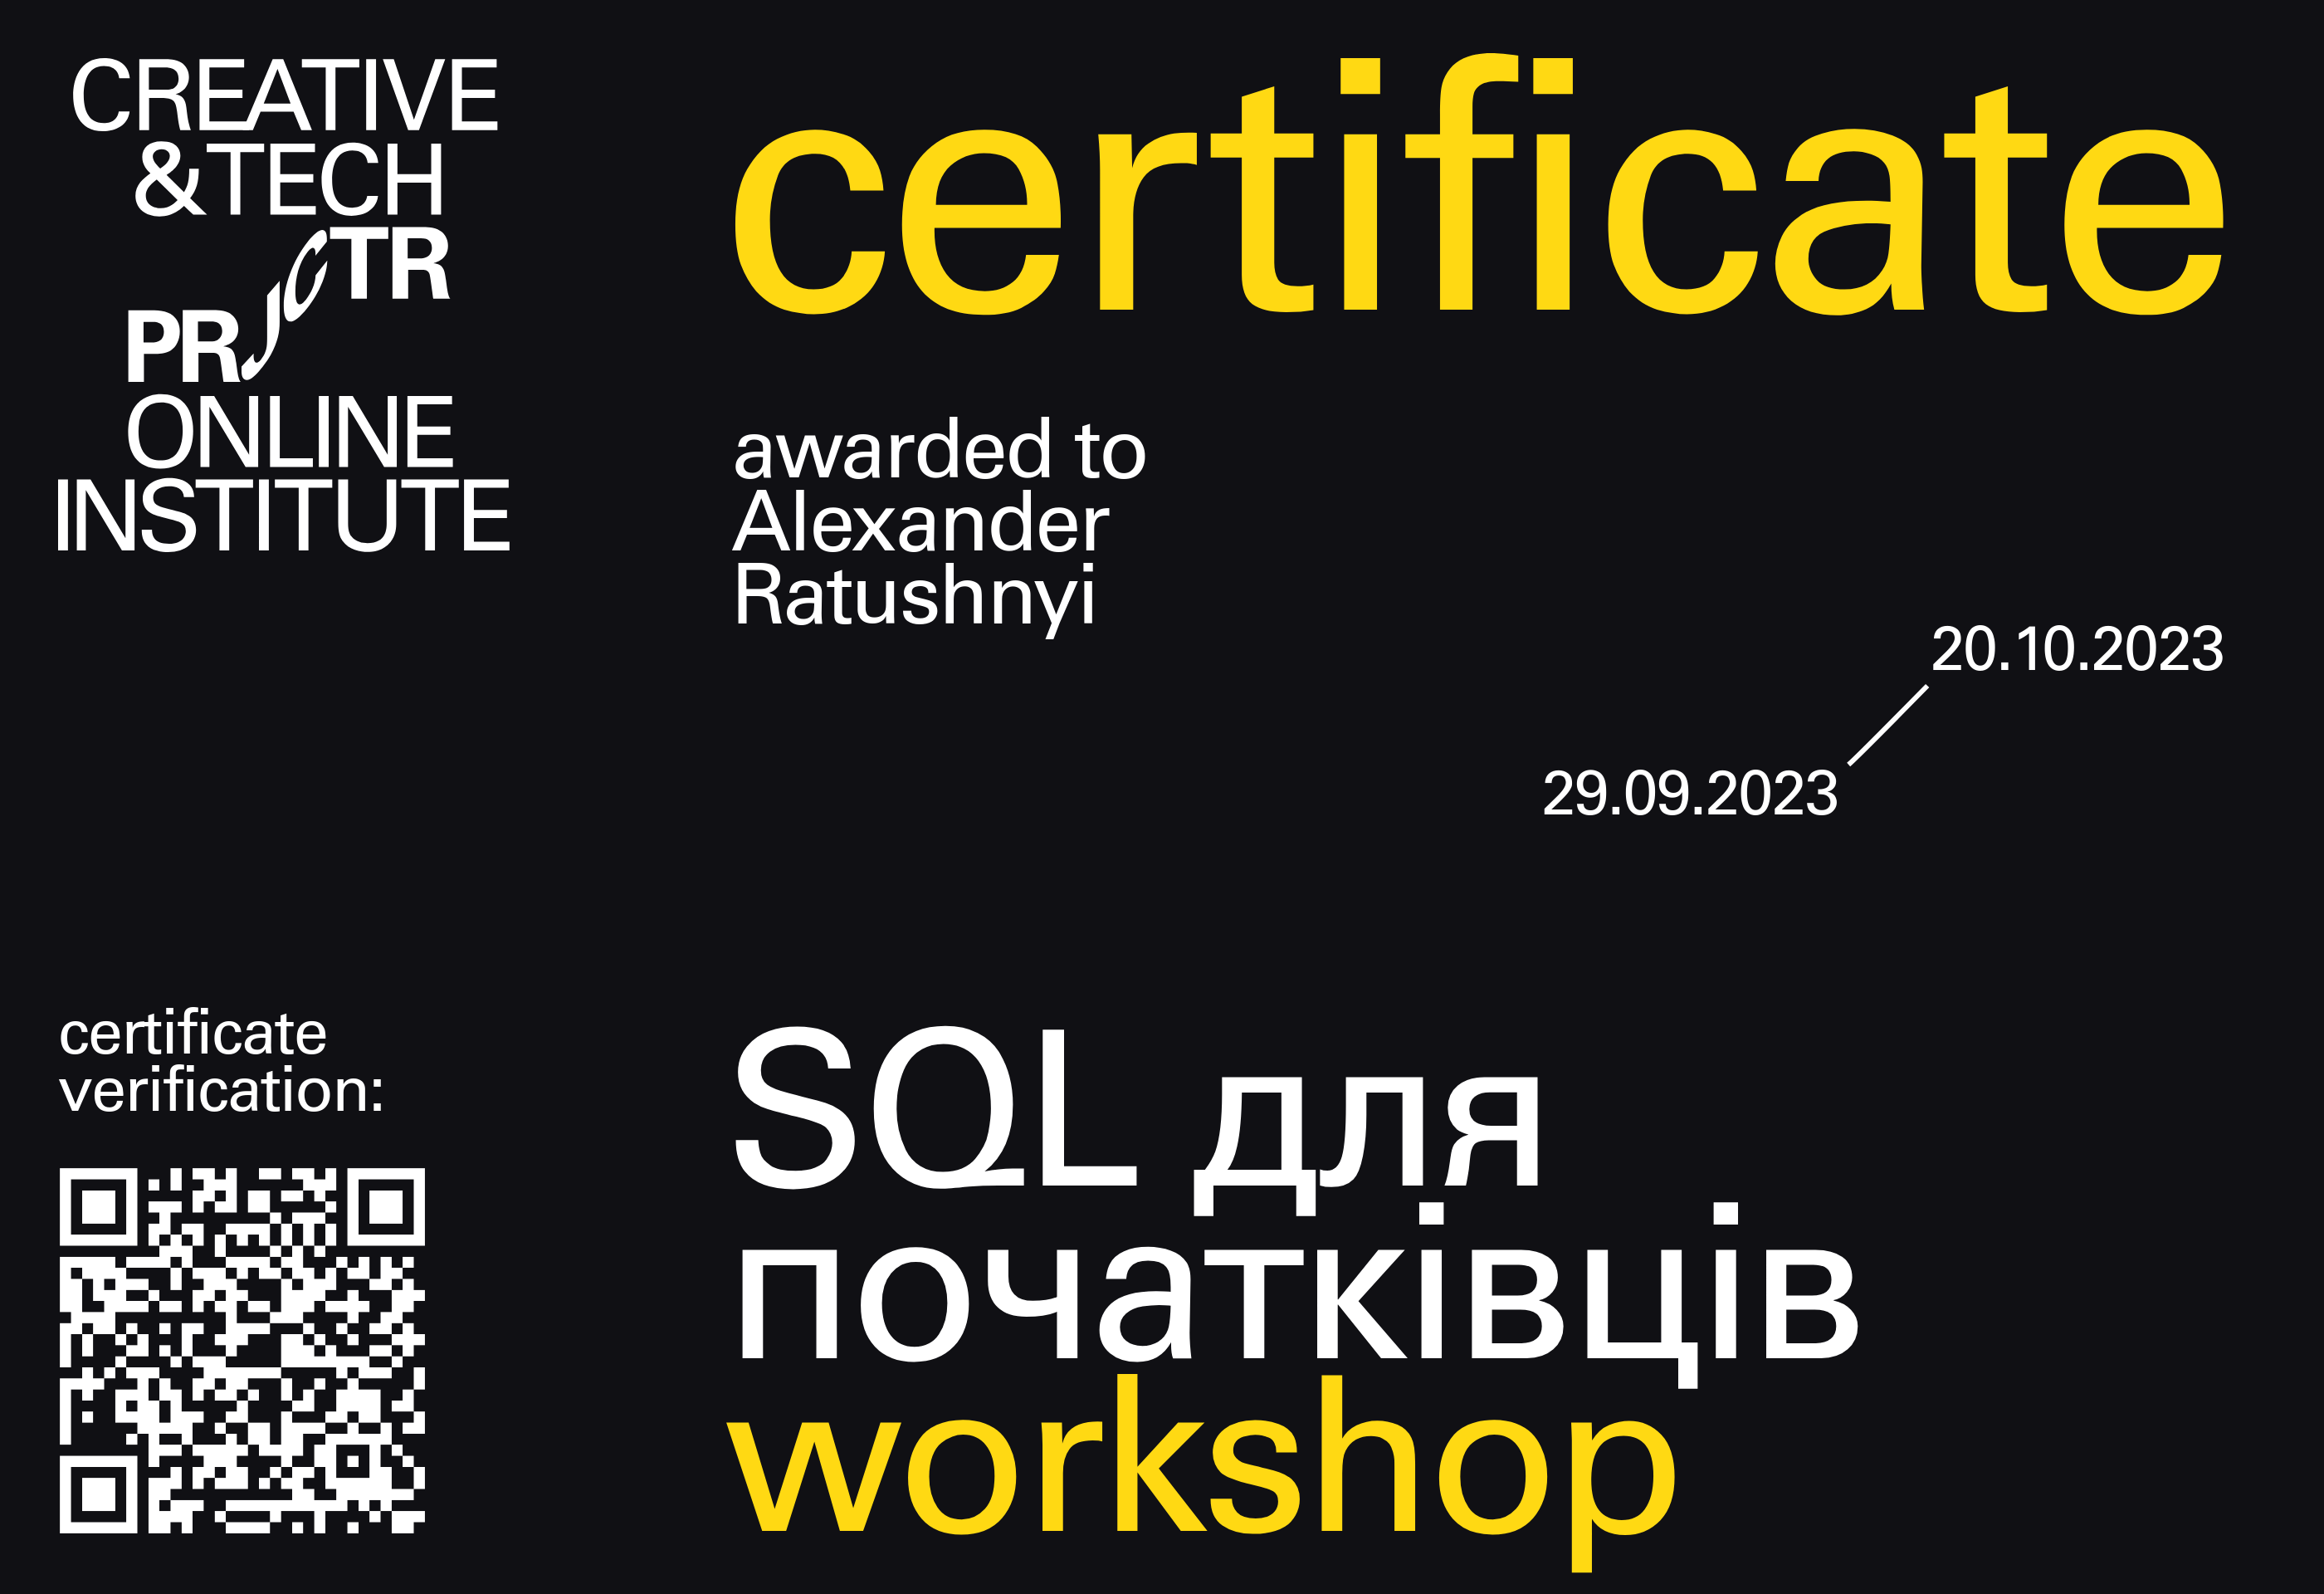 CREATIVE
&TECH
PRJCTR
ONLINE
INSTITUTE
certificate
awarded to
Alexander
Ratushnyi
20.10.2023
29.09.2023
certificate
verification:
SQL для
початківців
workshop